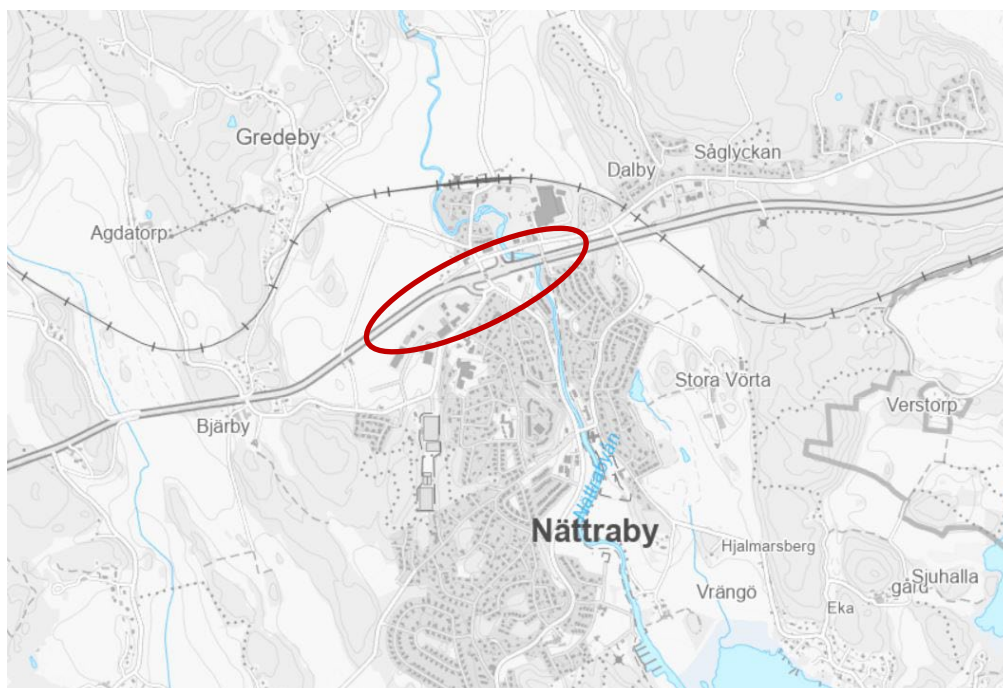 Gredeby
Såglyckan
Dalby
Agdatorp
Stora Vörta
Verstorp
Bjärby
Nättrabyån
Nättraby
Hjalmarsberg
Sjuhalla
gård
Vrängö
Eka